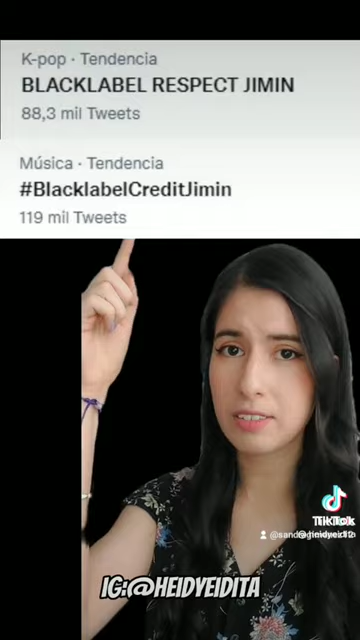 K-pop · Tendencia
BLACKLABEL RESPECT JIMIN
88,3 mil Tweets
Música · Tendencia
#BlacklabelCreditJimin
119 mil Tweets
TikTok
IG:@HEIDYEIDITA